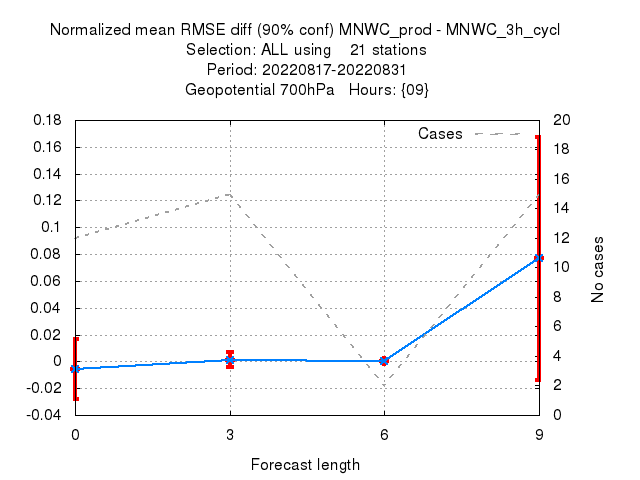 Normalized mean RMSE diff (90% conf) MNWC_prod - MNWC_3h_cycl
Selection: ALL using    21 stations
Period: 20220817-20220831
Geopotential 700hPa   Hours: {09}
Cases
0.18
0.16
0.14
0.12
0.1
0.08
0.06
0.04
0.02
0
-0.02
-0.04
20
18
16
14
12
10
8
6
4
2
0
No cases
0 3 6 9
Forecast length